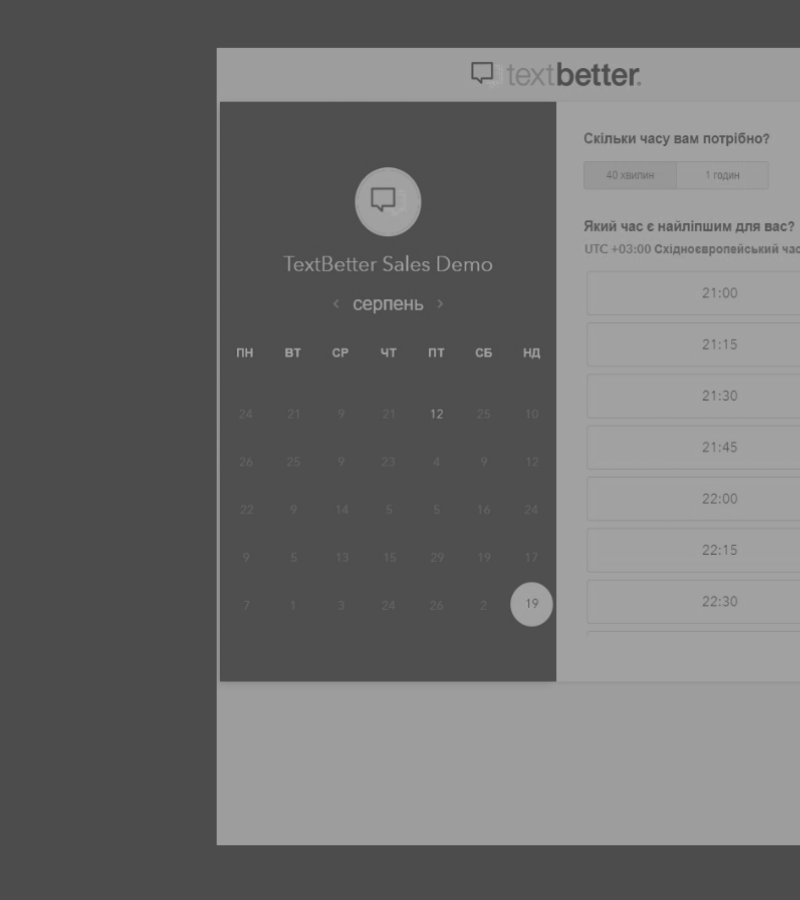 textbetter.
TextBetter Sales Demo
‹ серпень ›
ПН ВТ СР ЧТ ПТ СБ НД
24 21 9 21 12 25 10
26 25 9 23 4 9 12
22 9 14 5 5 16 24
9 5 13 15 29 19 17
7 1 3 24 26 2 19
Скільки часу вам потрібно?
40 хвилин 1 годин
Який час є найліпшим для вас?
UTC +03:00 Східноєвропейський час
21:00
21:15
21:30
21:45
22:00
22:15
22:30